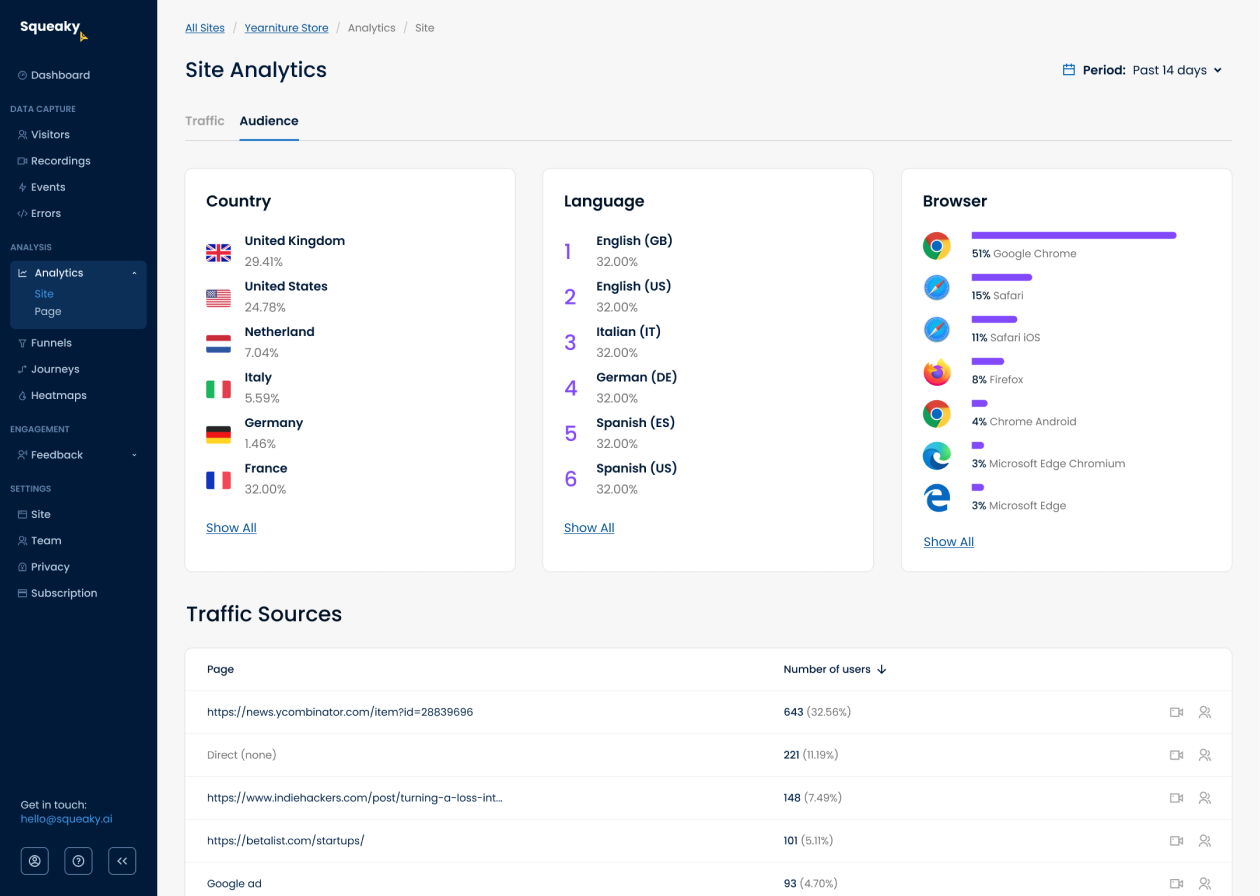 Squeaky
Dashboard
DATA CAPTURE
Visitors
Recordings
Events
Errors
ANALYSIS
Analytics
Site
Page
Funnels
Journeys
Heatmaps
ENGAGEMENT
Feedback
SETTINGS
Site
Team
Privacy
Subscription
Get in touch:
hello@squeaky.ai
All Sites / Yearniture Store / Analytics / Site
Site Analytics
Period: Past 14 days
Traffic Audience
Country
United Kingdom
29.41%
United States
24.78%
Netherland
7.04%
Italy
5.59%
Germany
1.46%
France
32.00%
Show All
Language
1 English (GB)
32.00%
2 English (US)
32.00%
3 Italian (IT)
32.00%
4 German (DE)
32.00%
5 Spanish (ES)
32.00%
6 Spanish (US)
32.00%
Show All
Browser
51% Google Chrome
15% Safari
11% Safari iOS
8% Firefox
4% Chrome Android
3% Microsoft Edge Chromium
3% Microsoft Edge
Show All
Traffic Sources
Page Number of users
https://news.ycombinator.com/item?id=28839696 643 (32.56%)
Direct (none) 221 (11.19%)
https://www.indiehackers.com/post/turning-a-loss-int... 148 (7.49%)
https://betalist.com/startups/ 101 (5.11%)
Google ad 93 (4.70%)